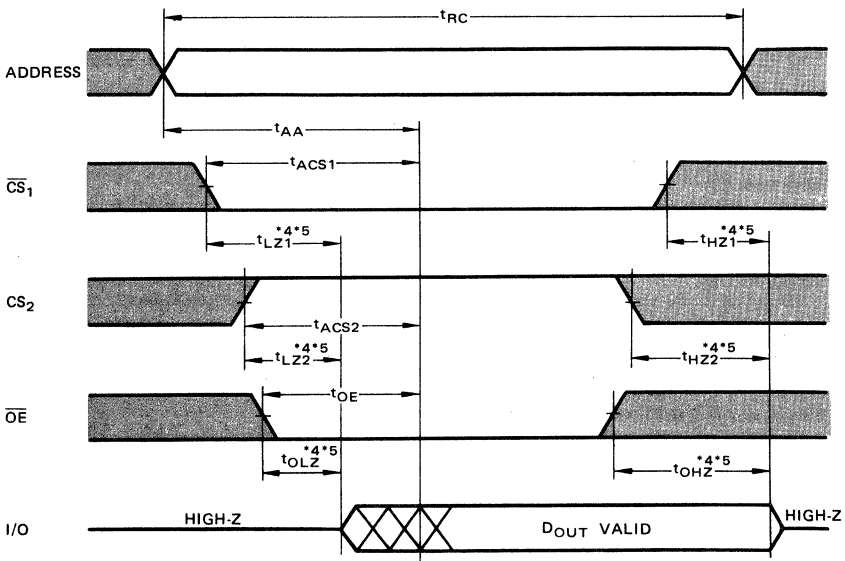 tRC
ADDRESS
tAA
tACS1
CS1
tLZ1*4*5
tHZ1*4*5
CS2
tACS2
tLZ2*4*5
tHZ2*4*5
tOE
OE
tOLZ*4*5
tOHZ*4*5
I/O
HIGH-Z
DOUT VALID
HIGH-Z